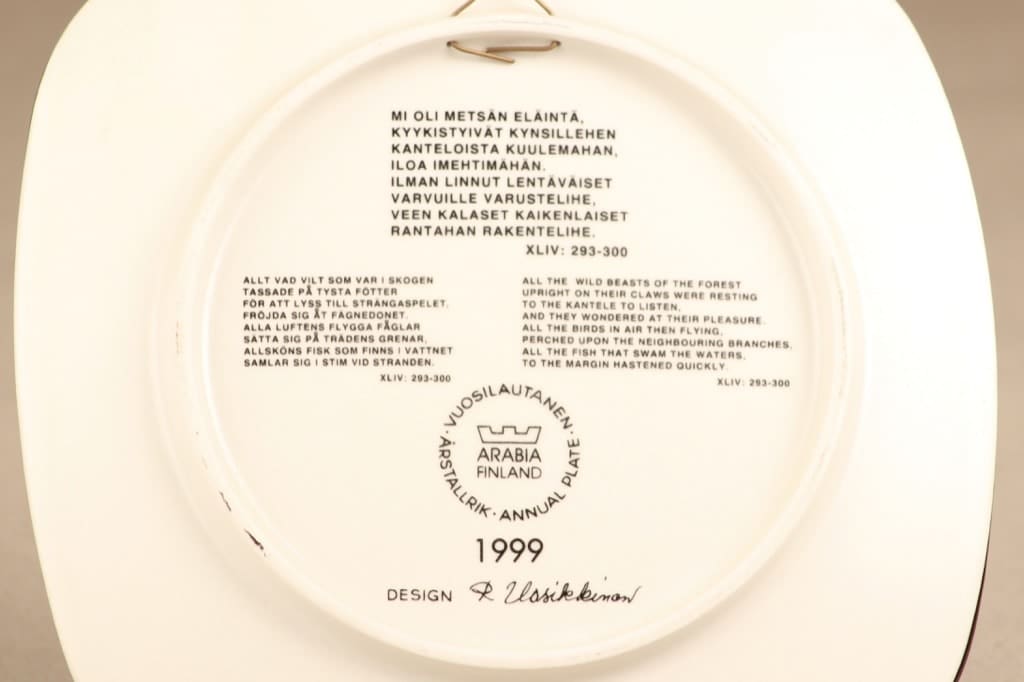 MI OLI METSÄN ELÄINTÄ,
KYYKISTYIVÄT KYNSILLEHEN
KANTELOISTA KUULEMAHAN,
ILOA IMEHTIMÄHÄN.
ILMAN LINNUT LENTÄVÄISET
VARVUILLE VARUSTELIHE,
VEEN KALASET KAIKENLAISET
RANTAHAN RAKENTELIHE.
XLIV: 293-300
ALLT VAD VILT SOM VAR I SKOGEN
TASSADE PÅ TYSTA FÖTTER
FÖR ATT LYSS TILL STRÄNGASPELET,
FRÖJDA SIG ÅT FÄGNEDONET.
ALLA LUFTENS FLYGGA FÅGLAR
SATTA SIG PÅ TRÄDENS GRENAR,
ALLSKÖNS FISK SOM FINNS I VATTNET
SAMLAR SIG I STIM VID STRANDEN.
XLIV: 293-300
ALL THE WILD BEASTS OF THE FOREST
UPRIGHT ON THEIR CLAWS WERE RESTING
TO THE KANTELE TO LISTEN,
AND THEY WONDERED AT THEIR PLEASURE.
ALL THE BIRDS IN AIR THEN FLYING,
PERCHED UPON THE NEIGHBOURING BRANCHES,
ALL THE FISH THAT SWAM THE WATERS,
TO THE MARGIN HASTENED QUICKLY.
XLIV: 293-300
VUOSILAUTANEN · ANNUAL PLATE · ÅRSTALLRIK ·
ARABIA
FINLAND
1999
DESIGN R Uosikkinen